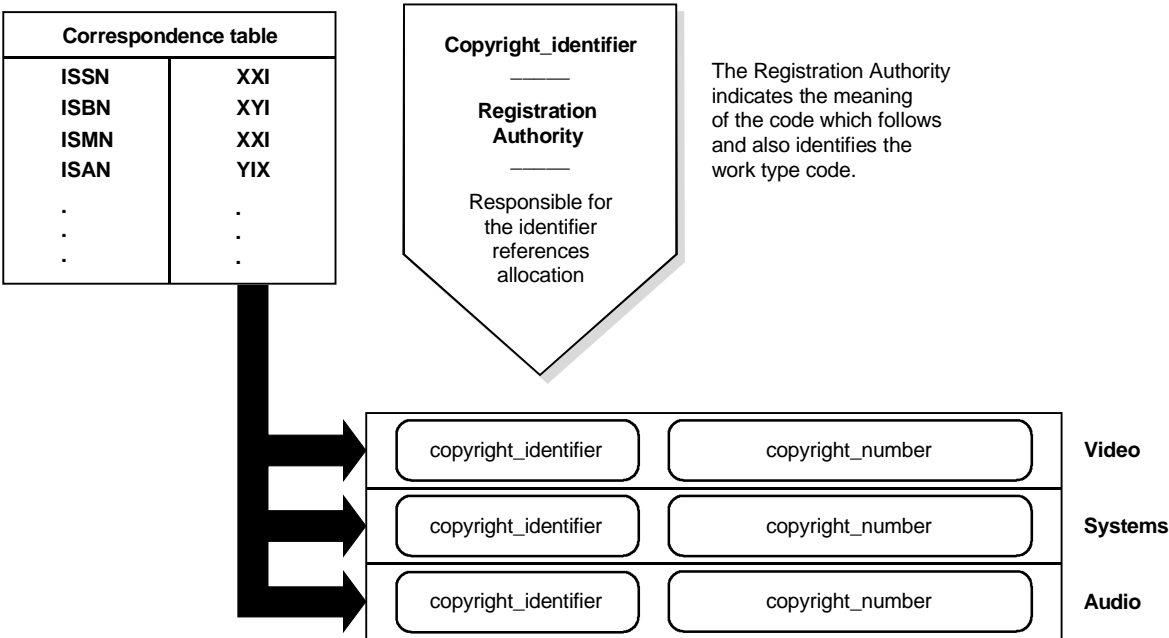 Correspondence table
ISSN XXI
ISBN XYI
ISMN XXI
ISAN YIX
. .
. .
. .
Copyright_identifier
_____
Registration
Authority
_____
Responsible for
the identifier
references
allocation
The Registration Authority
indicates the meaning
of the code which follows
and also identifies the
work type code.
copyright_identifier copyright_number Video
copyright_identifier copyright_number Systems
copyright_identifier copyright_number Audio